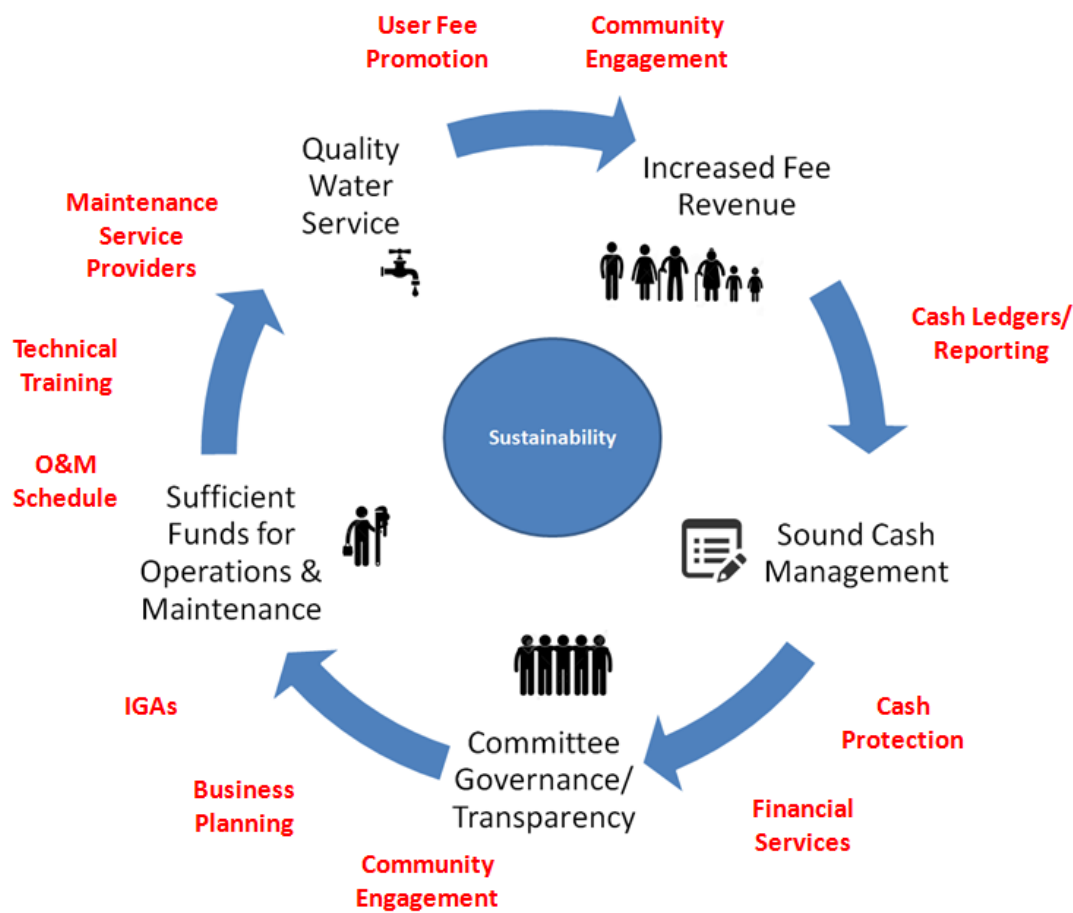 User Fee
Promotion
Community
Engagement
Quality
Water
Service
Increased Fee
Revenue
Maintenance
Service
Providers
Cash Ledgers/
Reporting
Technical
Training
Sustainability
O&M
Schedule
Sufficient
Funds for
Operations &
Maintenance
Sound Cash
Management
IGAs
Cash
Protection
Committee
Governance/
Transparency
Business
Planning
Financial
Services
Community
Engagement